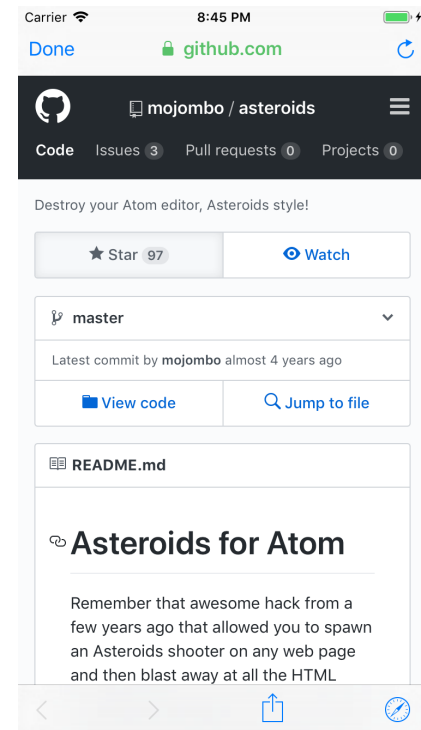 Carrier 8:45 PM
Done github.com
mojombo / asteroids
Code Issues 3 Pull requests 0 Projects 0
Destroy your Atom editor, Asteroids style!
Star 97 Watch
master
Latest commit by mojombo almost 4 years ago
View code Jump to file
README.md
Asteroids for Atom
Remember that awesome hack from a
few years ago that allowed you to spawn
an Asteroids shooter on any web page
and then blast away at all the HTML